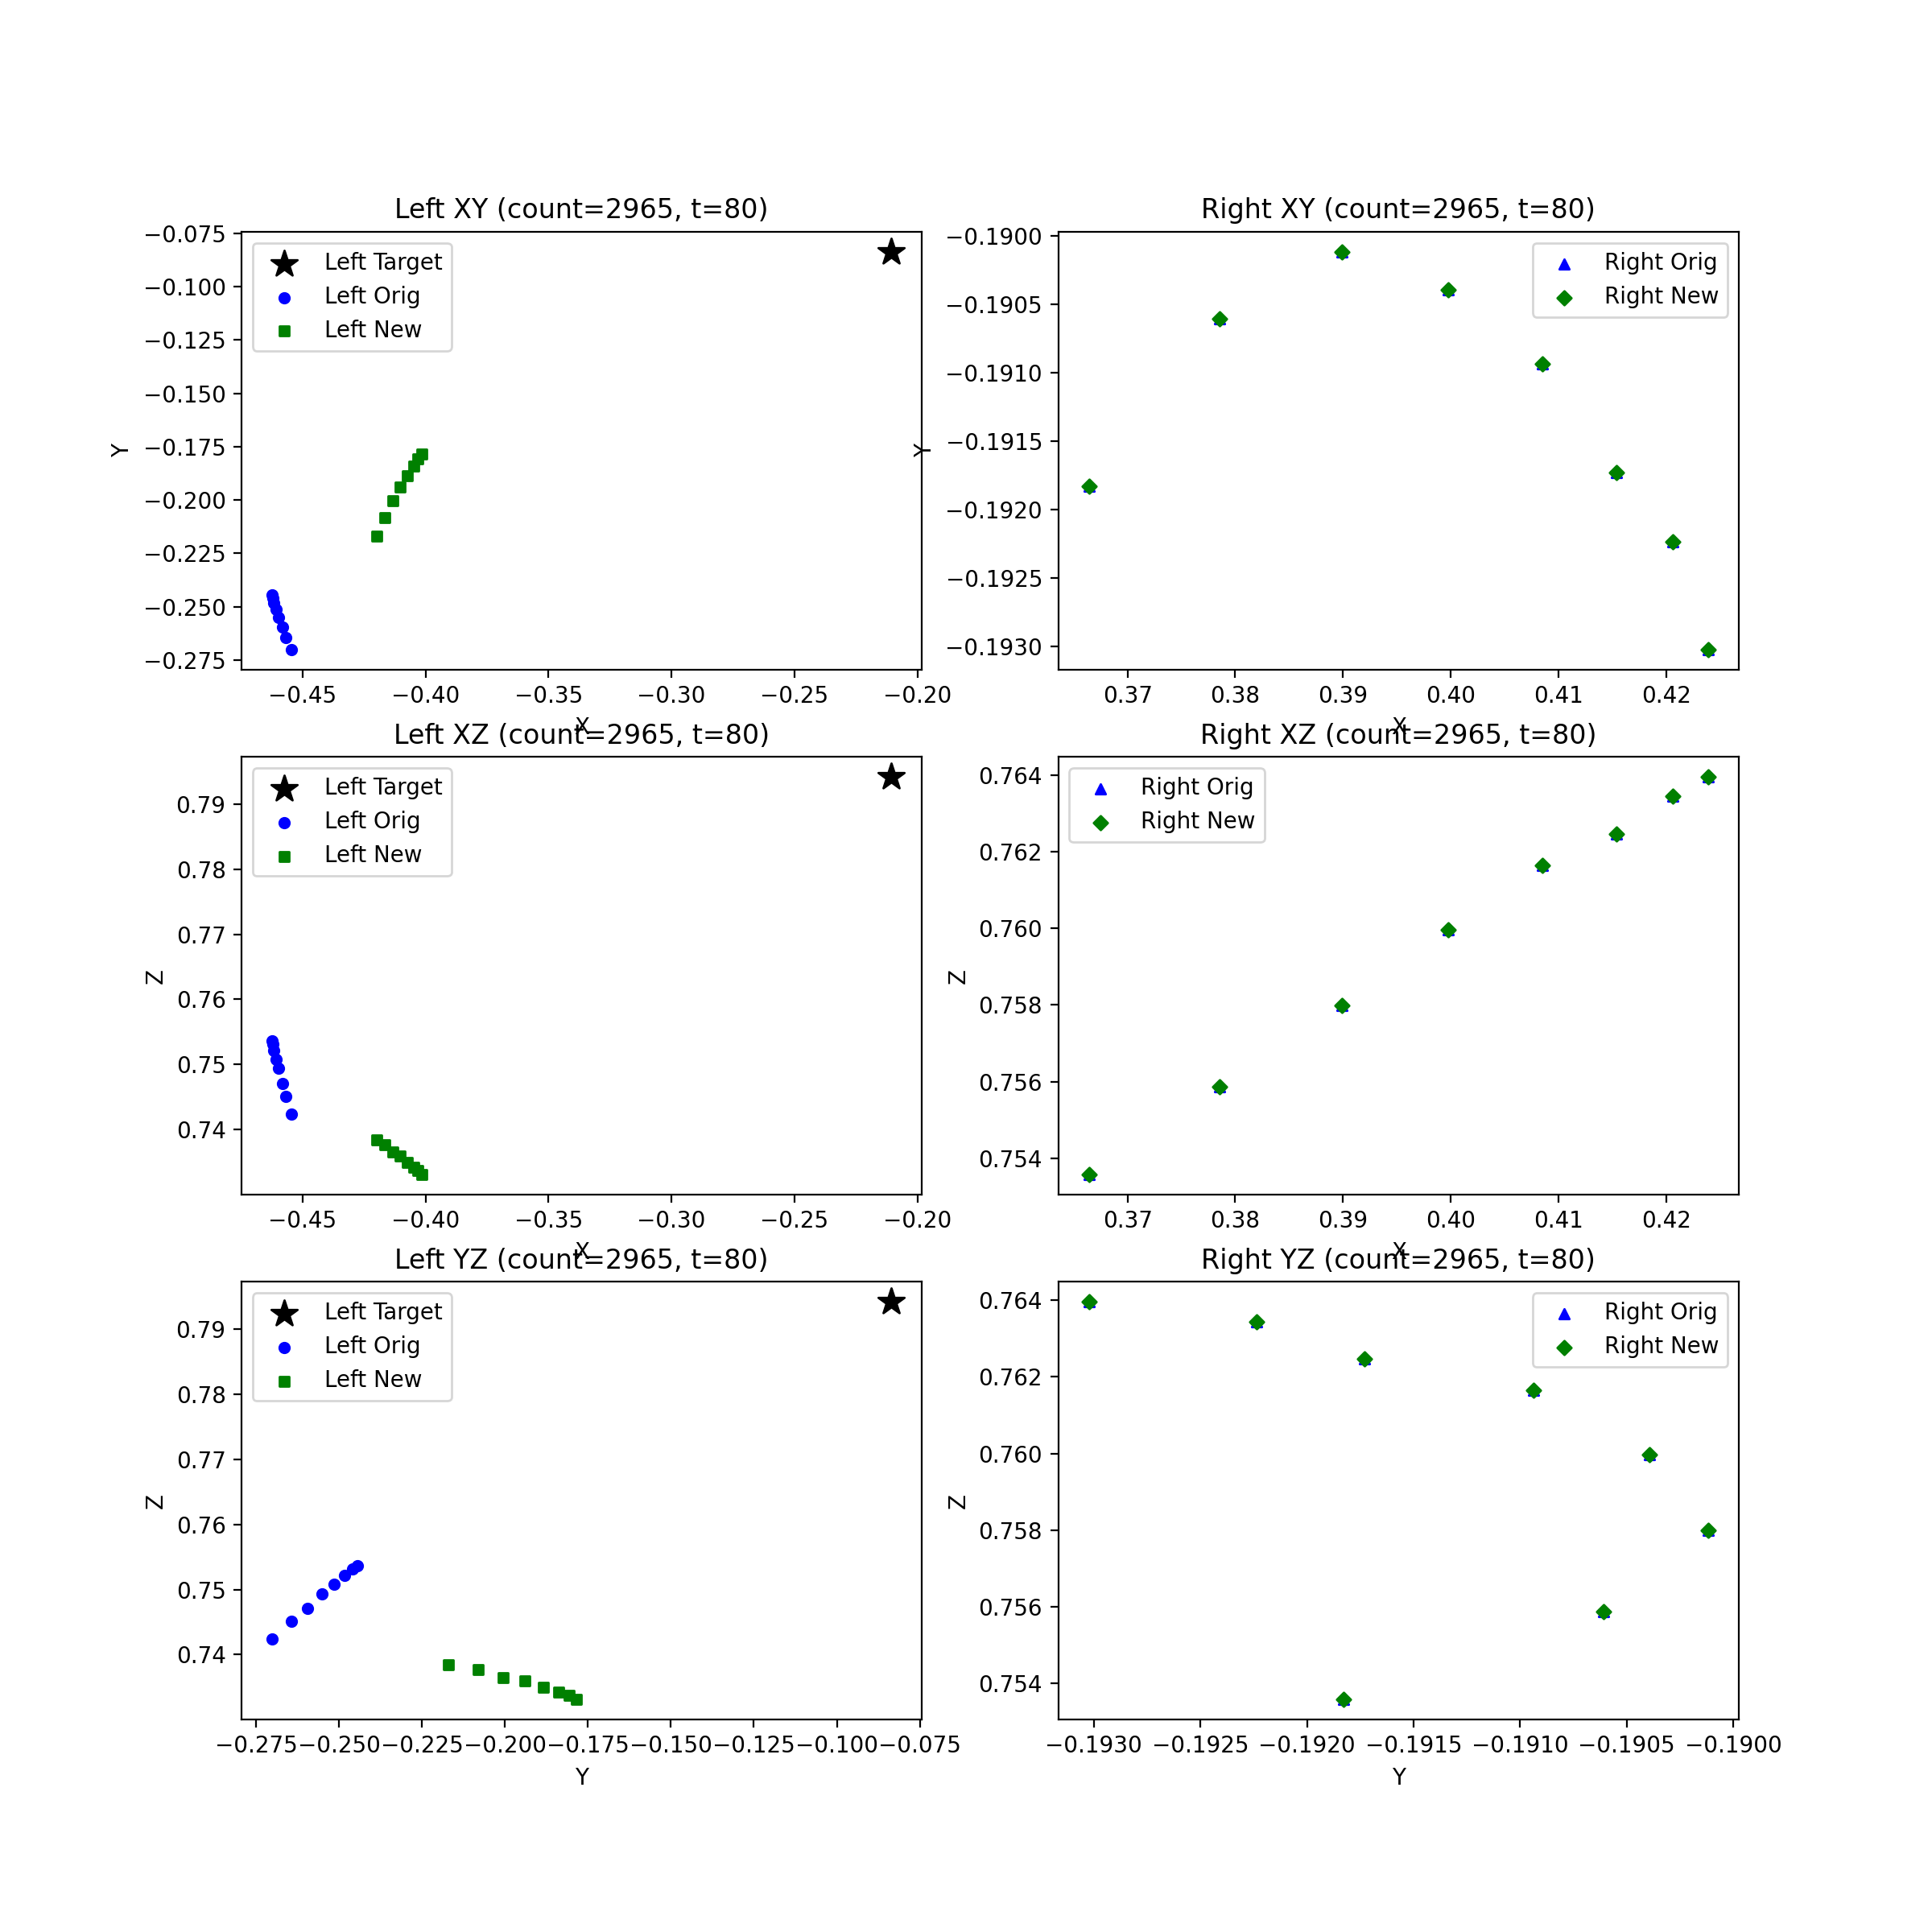 Left XY (count=2965, t=80)
−0.075
−0.100
−0.125
−0.150
−0.175
−0.200
−0.225
−0.250
−0.275
Y
Left Target
Left Orig
Left New
−0.45
−0.40
−0.35
−0.30
−0.25
−0.20
X
Right XY (count=2965, t=80)
−0.1900
−0.1905
−0.1910
−0.1915
−0.1920
−0.1925
−0.1930
Y
Right Orig
Right New
0.37
0.38
0.39
0.40
0.41
0.42
X
Left XZ (count=2965, t=80)
0.79
0.78
0.77
0.76
0.75
0.74
Z
Left Target
Left Orig
Left New
−0.45
−0.40
−0.35
−0.30
−0.25
−0.20
X
Right XZ (count=2965, t=80)
0.764
0.762
0.760
0.758
0.756
0.754
Z
Right Orig
Right New
0.37
0.38
0.39
0.40
0.41
0.42
X
Left YZ (count=2965, t=80)
0.79
0.78
0.77
0.76
0.75
0.74
Z
Left Target
Left Orig
Left New
−0.275
−0.250
−0.225
−0.200
−0.175
−0.150
−0.125
−0.100
−0.075
Y
Right YZ (count=2965, t=80)
0.764
0.762
0.760
0.758
0.756
0.754
Z
Right Orig
Right New
−0.1930
−0.1925
−0.1920
−0.1915
−0.1910
−0.1905
−0.1900
Y